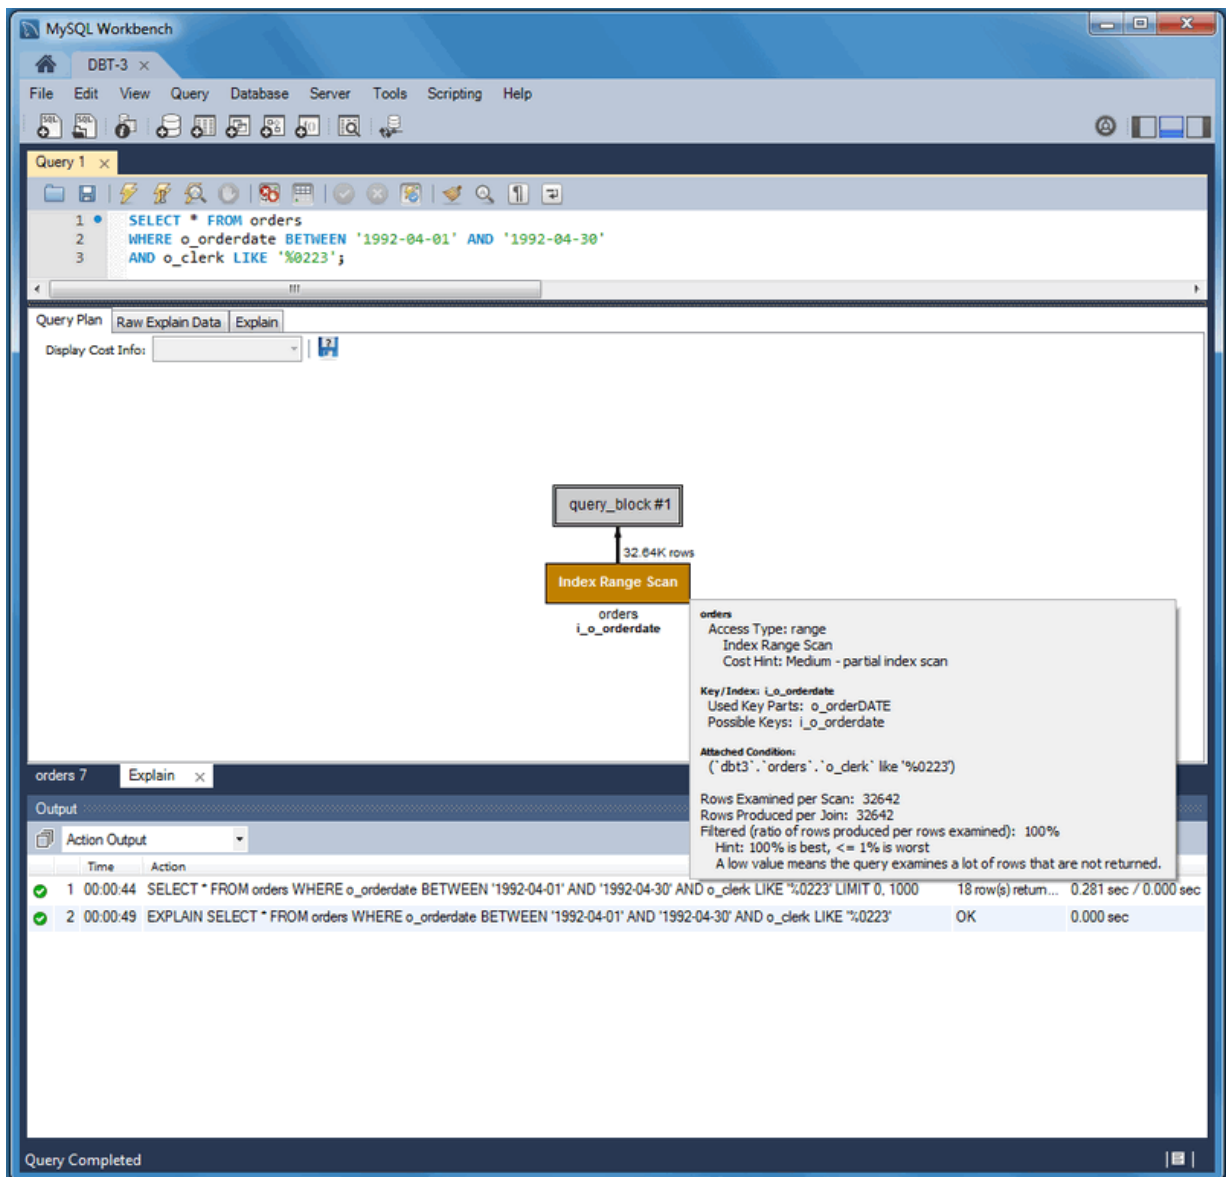 MySQL Workbench
DBT-3
File Edit View Query Database Server Tools Scripting Help
SQL SQL
Query 1
1 SELECT * FROM orders
2 WHERE o_orderdate BETWEEN '1992-04-01' AND '1992-04-30'
3 AND o_clerk LIKE '%0223';
Query Plan Raw Explain Data Explain
Display Cost Info:
query_block #1
32.64K rows
Index Range Scan
orders
i_o_orderdate
orders
Access Type: range
Index Range Scan
Cost Hint: Medium - partial index scan
Key/Index: i_o_orderdate
Used Key Parts: o_orderDATE
Possible Keys: i_o_orderdate
Attached Condition:
(`dbt3`.`orders`.`o_clerk` like '%0223')
Rows Examined per Scan: 32642
Rows Produced per Join: 32642
Filtered (ratio of rows produced per rows examined): 100%
Hint: 100% is best, <= 1% is worst
A low value means the query examines a lot of rows that are not returned.
orders 7 Explain
Output
Action Output
Time Action
1 00:00:44 SELECT * FROM orders WHERE o_orderdate BETWEEN '1992-04-01' AND '1992-04-30' AND o_clerk LIKE '%0223' LIMIT 0, 1000 18 row(s) return... 0.281 sec / 0.000 sec
2 00:00:49 EXPLAIN SELECT * FROM orders WHERE o_orderdate BETWEEN '1992-04-01' AND '1992-04-30' AND o_clerk LIKE '%0223' OK 0.000 sec
Query Completed